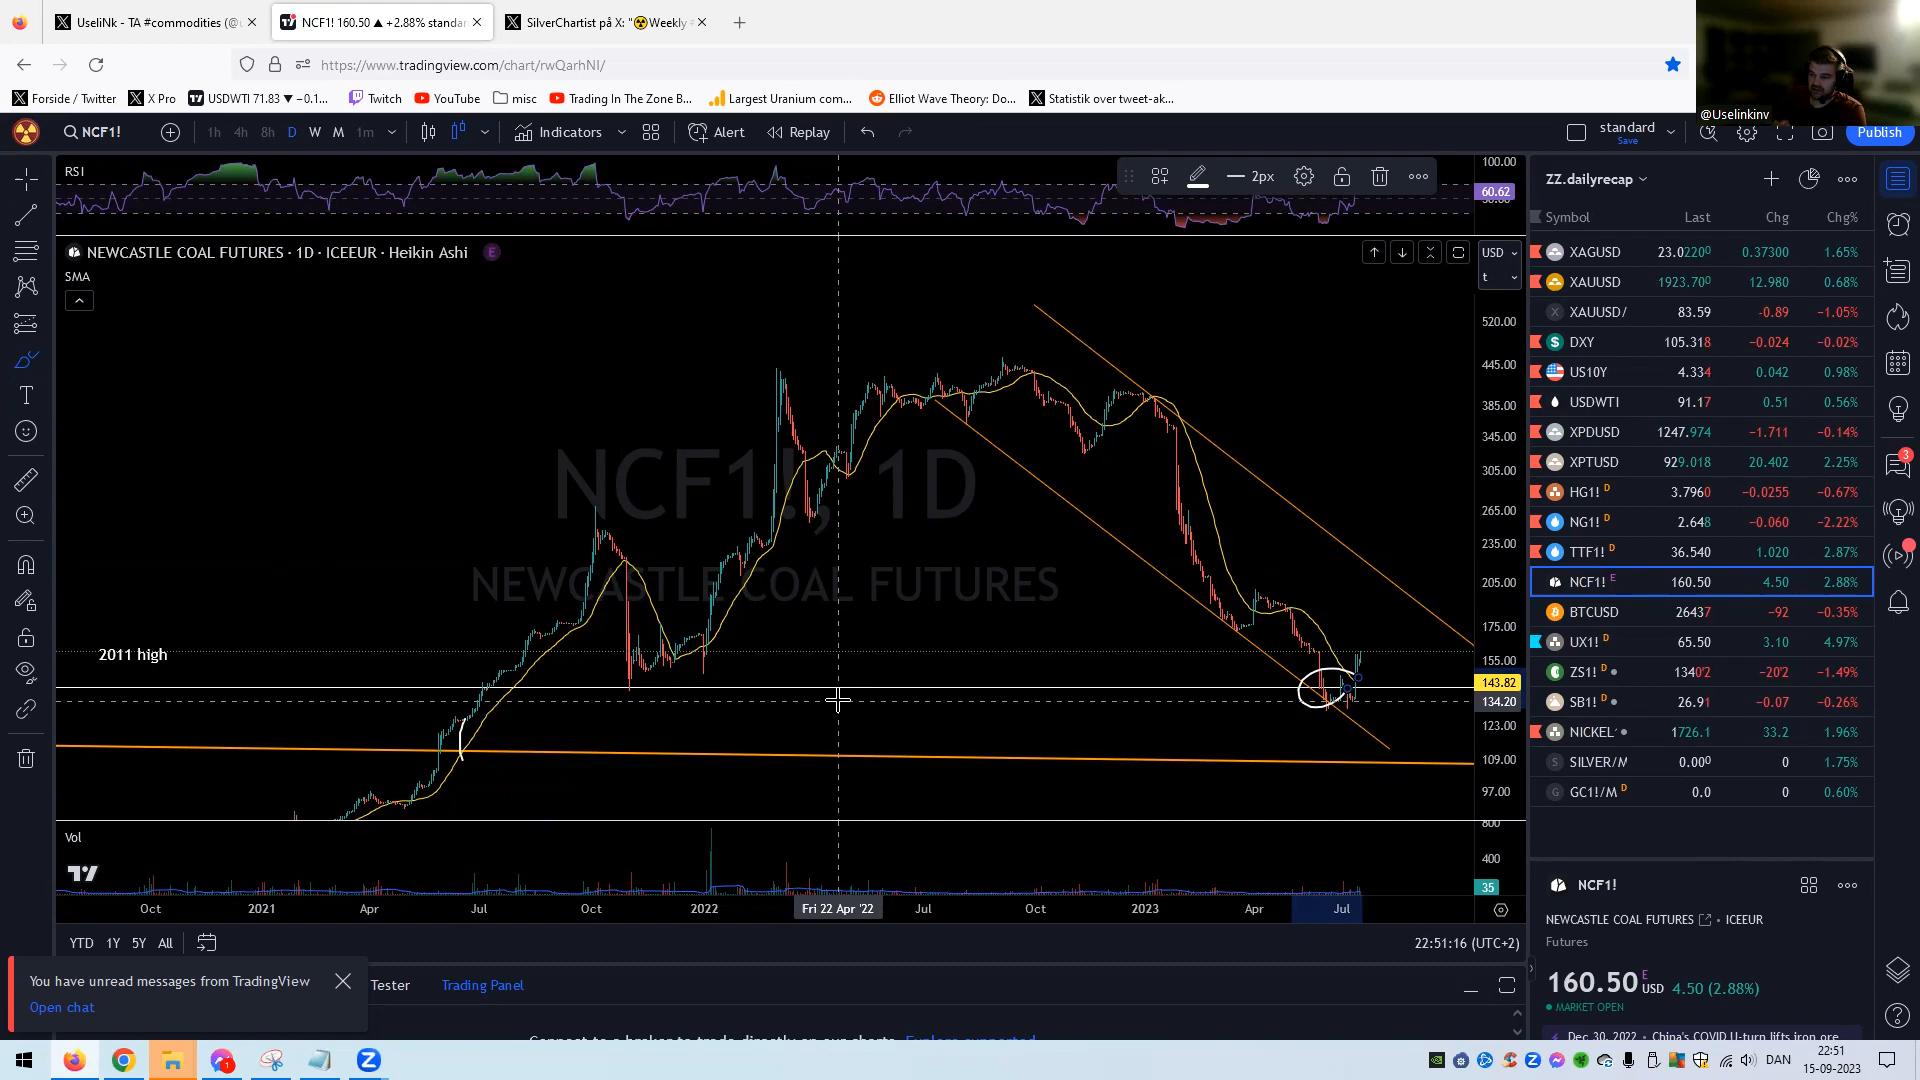 UseliNk - TA #commodities (@u
NCF1! 160.50 ▲ +2.88% standar
SilverChartist på X: "☢️Weekly #
https://www.tradingview.com/chart/rwQarhNI/
Forside / Twitter
X Pro
USDWTI 71.83 ▼ −0.1...
Twitch
YouTube
misc
Trading In The Zone B...
Largest Uranium com...
Elliot Wave Theory: Do...
Statistik over tweet-ak...
@Uselinkinv
NCF1!
1h 4h 8h D W M 1m
Indicators
Alert
Replay
standard
Save
Publish
RSI
2px
100.00
60.62
NEWCASTLE COAL FUTURES · 1D · ICEEUR · Heikin Ashi E
SMA
USD
t
520.00
445.00
385.00
345.00
305.00
265.00
235.00
205.00
175.00
155.00
143.82
134.20
123.00
109.00
97.00
NCF1!, 1D
NEWCASTLE COAL FUTURES
2011 high
Vol
800
400
35
Oct 2021 Apr Jul Oct 2022 Fri 22 Apr '22 Jul Oct 2023 Apr Jul
YTD 1Y 5Y All
22:51:16 (UTC+2)
You have unread messages from TradingView
Open chat
Tester
Trading Panel
ZZ.dailyrecap
Symbol Last Chg Chg%
XAGUSD 23.0220⁰ 0.37300 1.65%
XAUUSD 1923.70⁰ 12.980 0.68%
XAUUSD/ 83.59 -0.89 −1.05%
DXY 105.318 −0.024 −0.02%
US10Y 4.334 0.042 0.98%
USDWTI 91.17 0.51 0.56%
XPDUSD 1247.974 −1.711 −0.14%
XPTUSD 929.018 20.402 2.25%
HG1! D 3.7960 −0.0255 −0.67%
NG1! D 2.648 −0.060 −2.22%
TTF1! D 36.540 1.020 2.87%
NCF1! E 160.50 4.50 2.88%
BTCUSD 26437 −92 −0.35%
UX1! D 65.50 3.10 4.97%
ZS1! D 1340'2 −20'2 −1.49%
SB1! D 26.91 −0.07 −0.26%
NICKEL 1726.1 33.2 1.96%
S SILVER/M 0.00⁰ 0 1.75%
G GC1!/M D 0.0 0 0.60%
3
NCF1!
NEWCASTLE COAL FUTURES · ICEEUR
Futures
160.50 E USD 4.50 (2.88%)
MARKET OPEN
Dec 30, 2022 · China's COVID U-turn lifts iron ore
1
DAN
22:51
15-09-2023